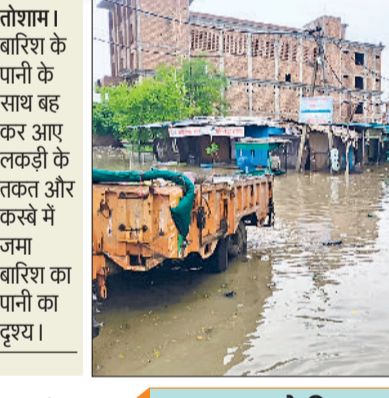 तोशाम।
बारिश के
पानी के
साथ बह
कर आए
लकड़ी के
तकत और
कस्बे में
जमा
बारिश का
पानी का
दृश्य।